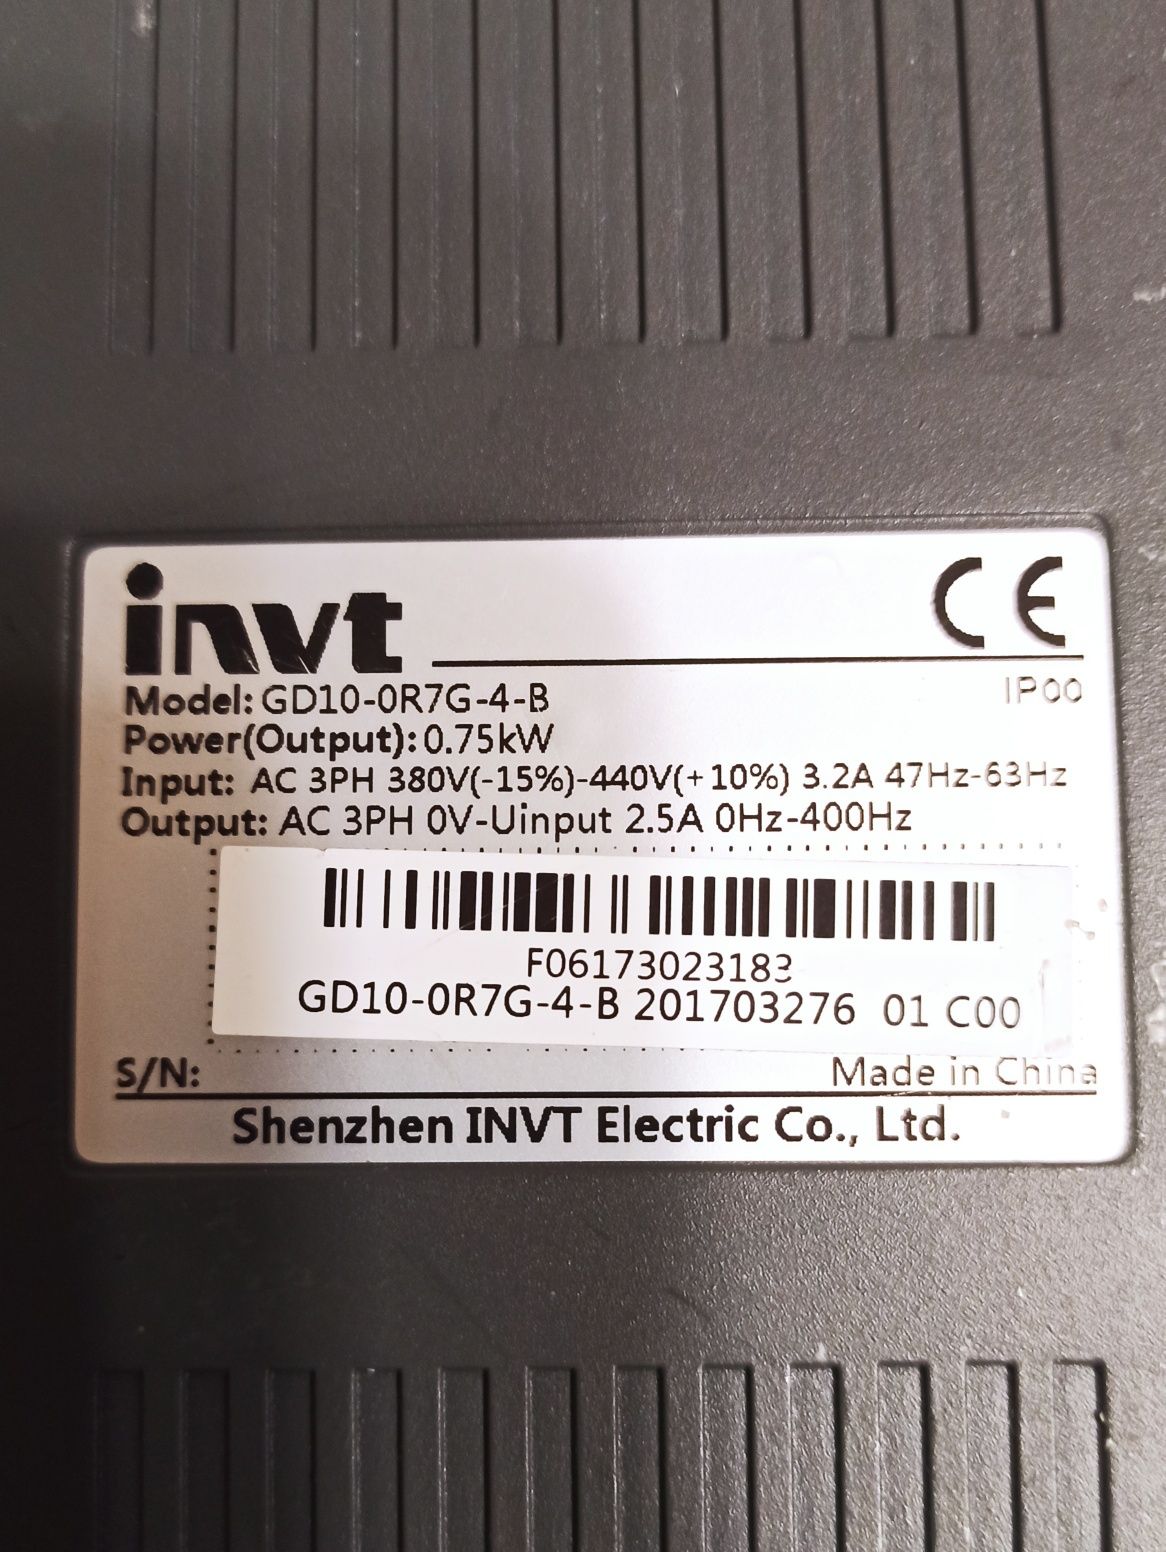 invt
CE
IP00
Model: GD10-0R7G-4-B
Power(Output): 0.75kW
Input: AC 3PH 380V(-15%)-440V(+10%) 3.2A 47Hz-63Hz
Output: AC 3PH 0V-Uinput 2.5A 0Hz-400Hz
F06173023183
GD10-0R7G-4-B 201703276 01 C00
S/N: Made in China
Shenzhen INVT Electric Co., Ltd.